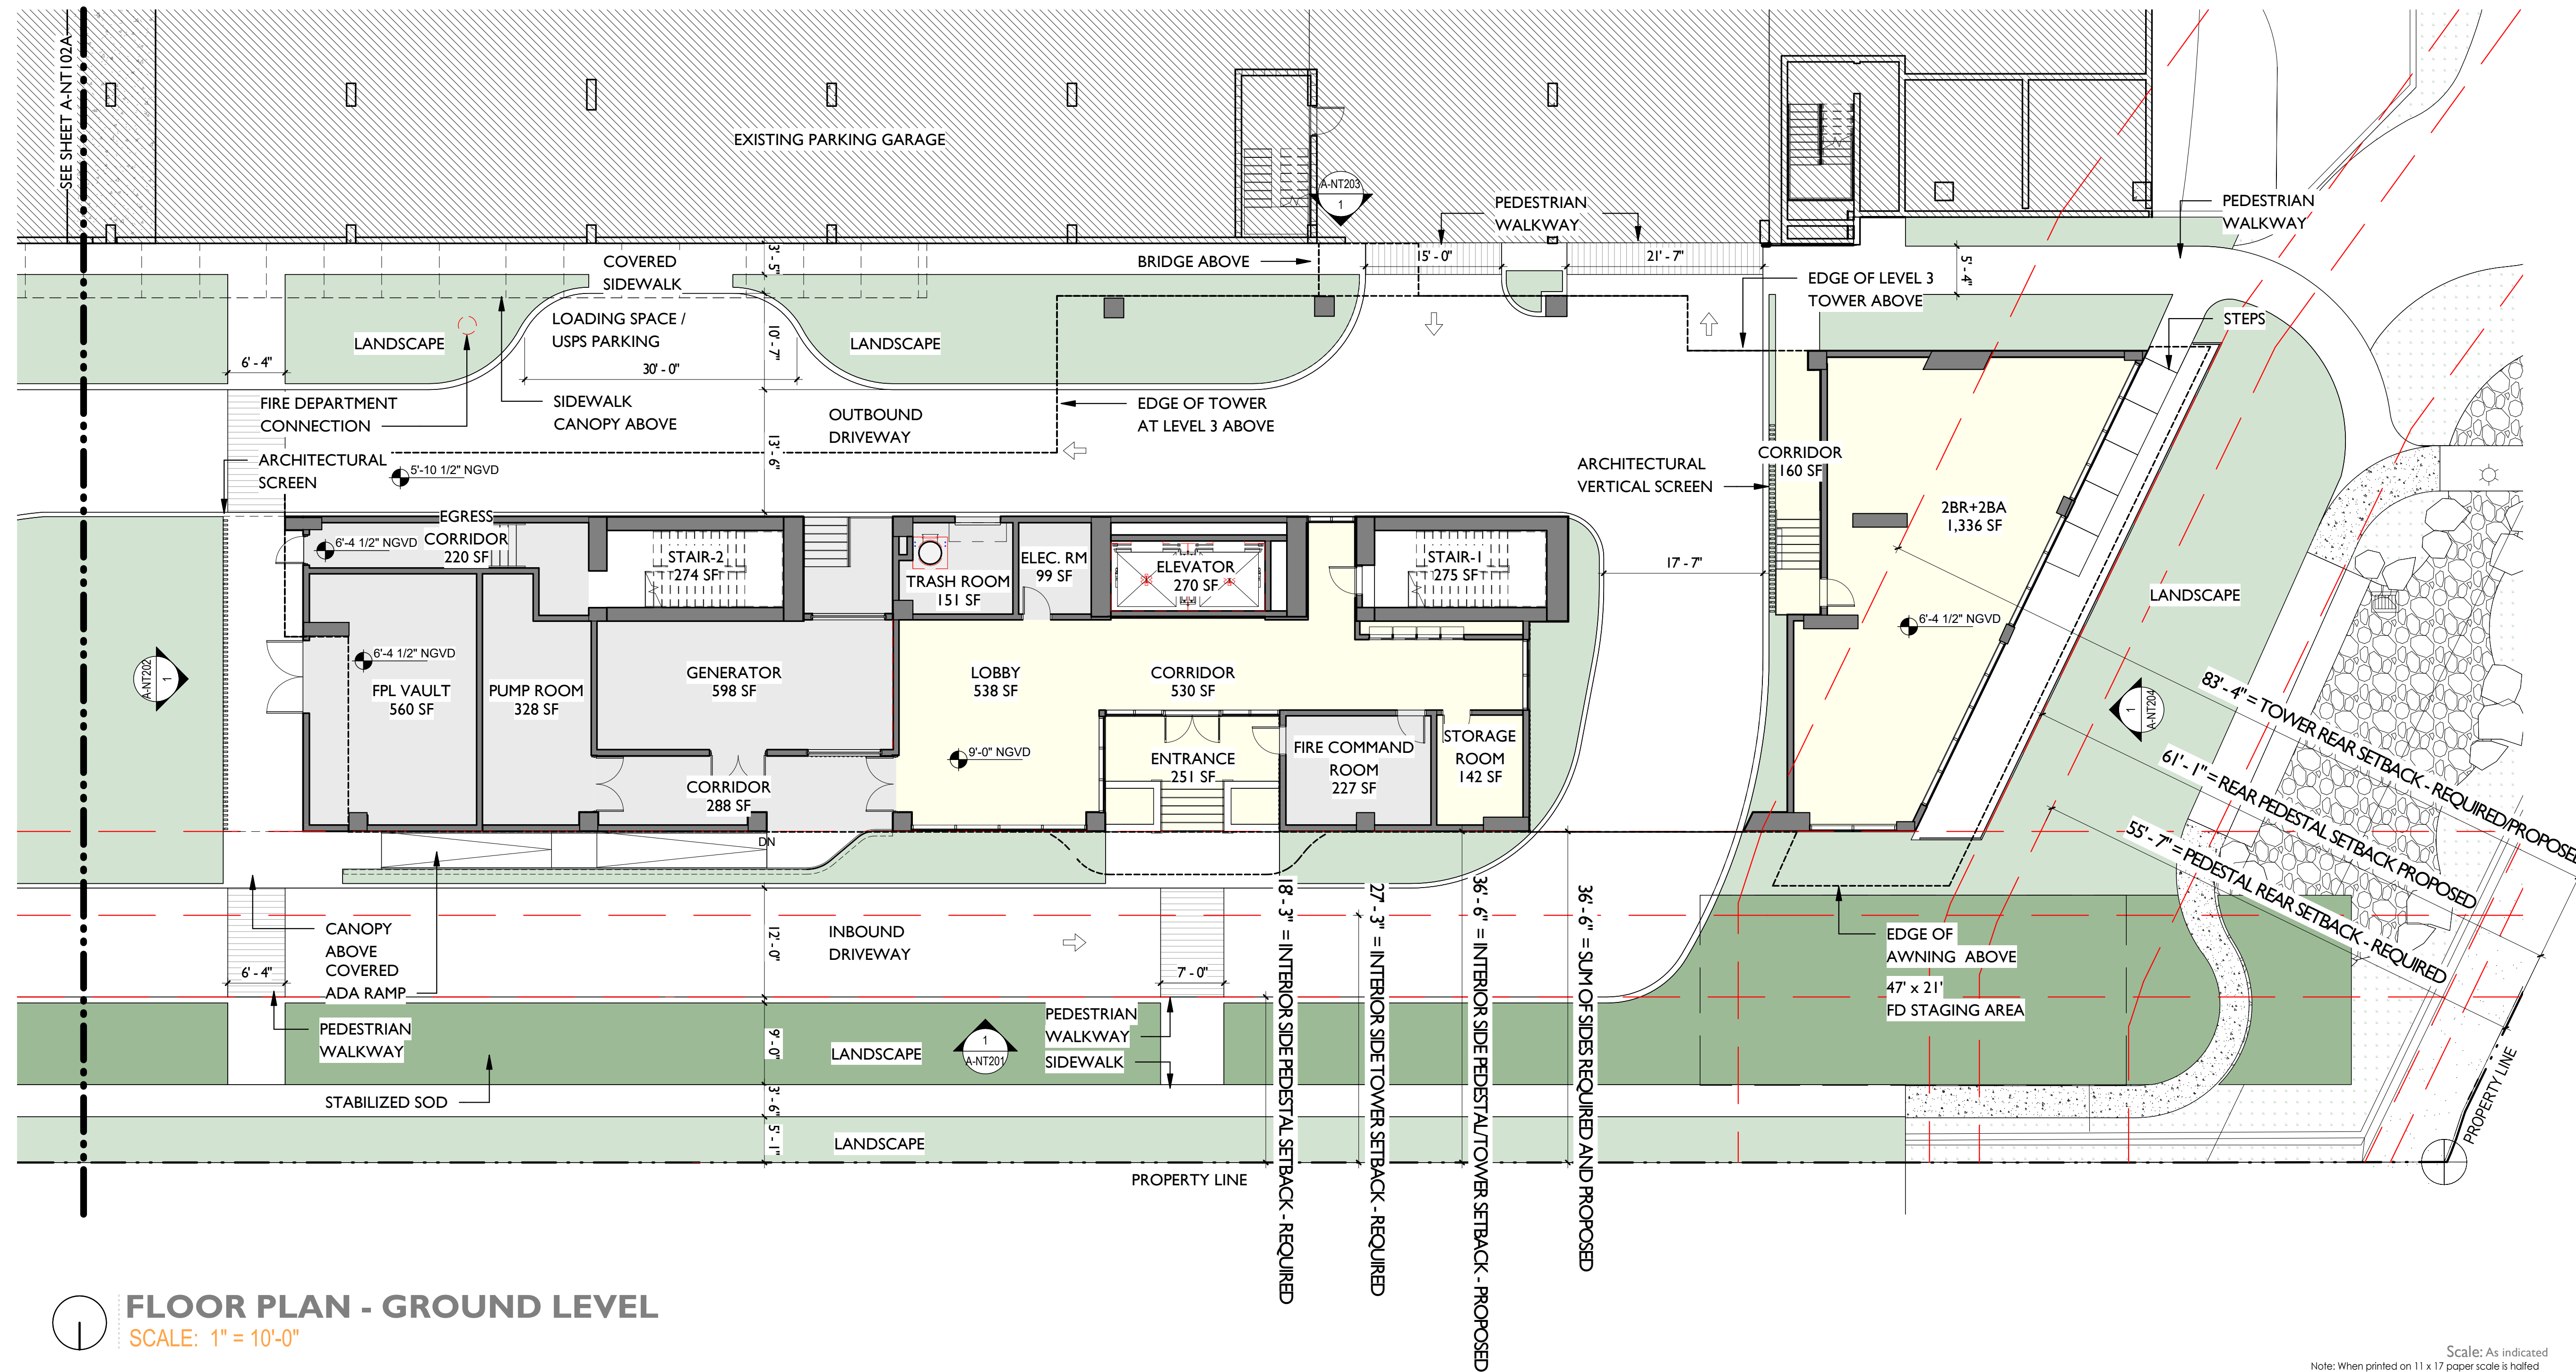 SEE SHEET A-NT102A
EXISTING PARKING GARAGE
A-NT203
1
PEDESTRIAN
WALKWAY
PEDESTRIAN
WALKWAY
3' - 5"
COVERED
SIDEWALK
BRIDGE ABOVE
15' - 0"
21' - 7"
5' - 4"
EDGE OF LEVEL 3
TOWER ABOVE
STEPS
LOADING SPACE /
USPS PARKING
LANDSCAPE
LANDSCAPE
10' - 7"
6' - 4"
30' - 0"
FIRE DEPARTMENT
CONNECTION
SIDEWALK
CANOPY ABOVE
OUTBOUND
DRIVEWAY
EDGE OF TOWER
AT LEVEL 3 ABOVE
13' - 6"
ARCHITECTURAL
SCREEN
5'-10 1/2" NGVD
ARCHITECTURAL
VERTICAL SCREEN
CORRIDOR
160 SF
2BR+2BA
1,336 SF
EGRESS
CORRIDOR
220 SF
6'-4 1/2" NGVD
STAIR-2
274 SF
TRASH ROOM
151 SF
ELEC. RM
99 SF
ELEVATOR
270 SF
STAIR-1
275 SF
17' - 7"
LANDSCAPE
6'-4 1/2" NGVD
6'-4 1/2" NGVD
A-NT202
1
FPL VAULT
560 SF
PUMP ROOM
328 SF
GENERATOR
598 SF
LOBBY
538 SF
CORRIDOR
530 SF
1
A-NT204
9'-0" NGVD
ENTRANCE
251 SF
FIRE COMMAND
ROOM
227 SF
STORAGE
ROOM
142 SF
CORRIDOR
288 SF
DN
83' - 4" = TOWER REAR SETBACK - REQUIRED/PROPOSED
61' - 1" = REAR PEDESTAL SETBACK PROPOSED
55' - 7" = PEDESTAL REAR SETBACK - REQUIRED
CANOPY
ABOVE
COVERED
ADA RAMP
INBOUND
DRIVEWAY
12' - 0"
6' - 4"
7' - 0"
EDGE OF
AWNING  ABOVE
47' x 21'
FD STAGING AREA
PEDESTRIAN
WALKWAY
9' - 0"
LANDSCAPE
1
A-NT201
PEDESTRIAN
WALKWAY
SIDEWALK
STABILIZED SOD
3' - 6"
5' - 1"
LANDSCAPE
PROPERTY LINE
PROPERTY LINE
18' - 3" = INTERIOR SIDE PEDESTAL SETBACK - REQUIRED
27' - 3" = INTERIOR SIDE TOWER SETBACK - REQUIRED
36' - 6" = INTERIOR SIDE PEDESTAL/TOWER SETBACK - PROPOSED
36' - 6" = SUM OF SIDES REQUIRED AND PROPOSED
FLOOR PLAN - GROUND LEVEL
SCALE: 1" = 10'-0"
Scale: As indicated
Note: When printed on 11 x 17 paper scale is halfed